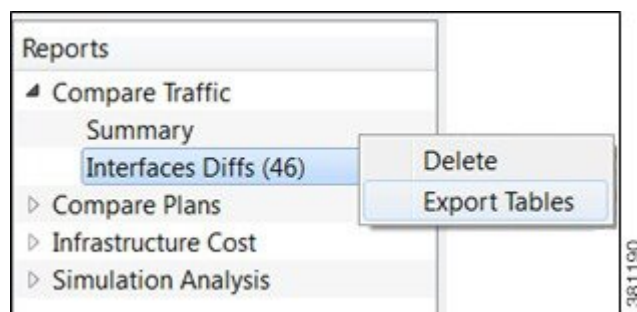 Reports
Compare Traffic
Summary
Interfaces Diffs (46)
Delete
Export Tables
Compare Plans
Infrastructure Cost
Simulation Analysis
381190